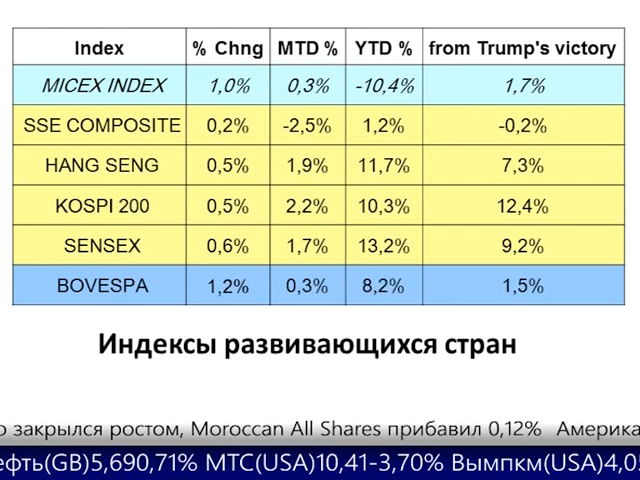 Index % Chng MTD % YTD % from Trump's victory
MICEX INDEX 1,0% 0,3% -10,4% 1,7%
SSE COMPOSITE 0,2% -2,5% 1,2% -0,2%
HANG SENG 0,5% 1,9% 11,7% 7,3%
KOSPI 200 0,5% 2,2% 10,3% 12,4%
SENSEX 0,6% 1,7% 13,2% 9,2%
BOVESPA 1,2% 0,3% 8,2% 1,5%
Индексы развивающихся стран
о закрылся ростом, Moroccan All Shares прибавил 0,12% Америка
ефть(GB)5,690,71% МТС(USA)10,41-3,70% Вымпкм(USA)4,05